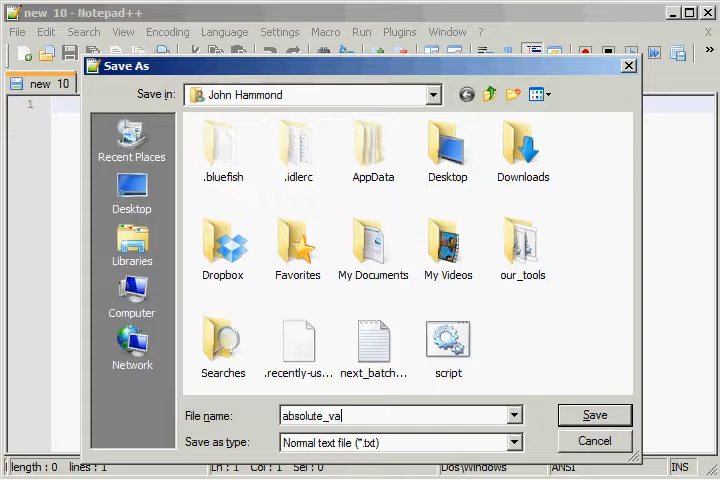 new 10 - Notepad++
File Edit Search View Encoding Language Settings Macro Run Plugins Window ? X
new 10
1
Save As
Save in: John Hammond
Recent Places
Desktop
Libraries
Computer
Network
.bluefish .idlerc AppData Desktop Downloads
Dropbox Favorites My Documents My Videos our_tools
Searches .recently-us... next_batch... script
File name: absolute_va Save
Save as type: Normal text file (*.txt) Cancel
length : 0 lines : 1 Ln : 1 Col : 1 Sel : 0 Dos\Windows ANSI INS